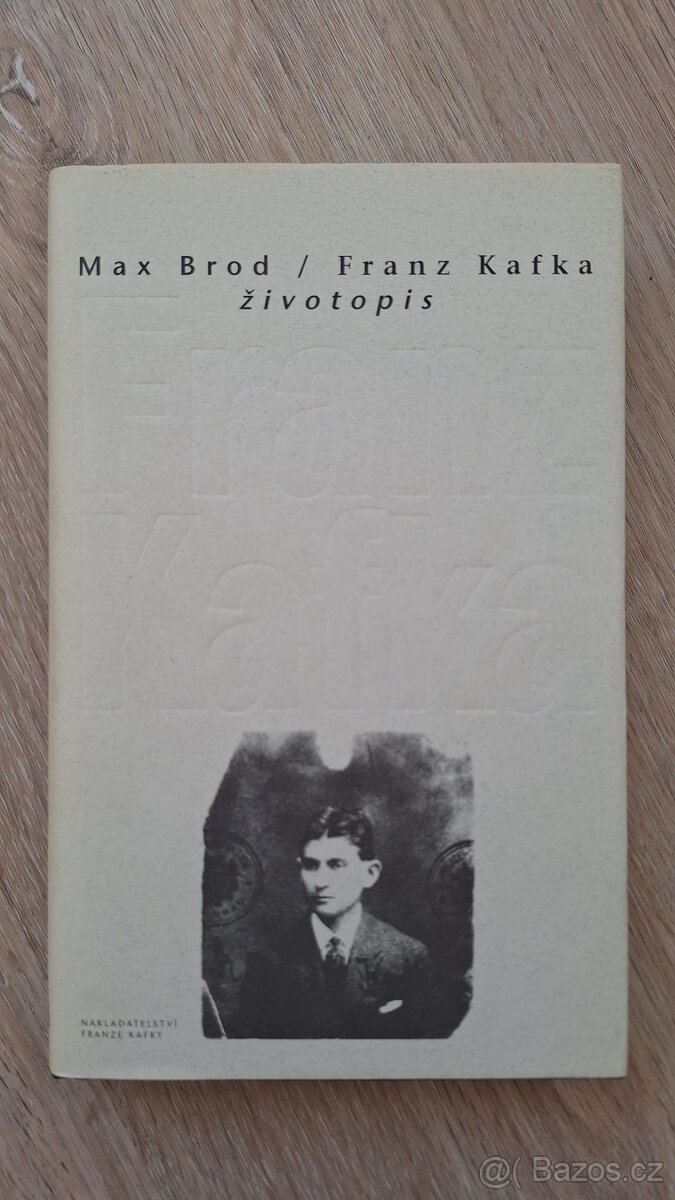 Max Brod / Franz Kafka
životopis
Franz
Kafka
NAKLADATELSTVÍ
FRANZE KAFKY
@( Bazos.cz